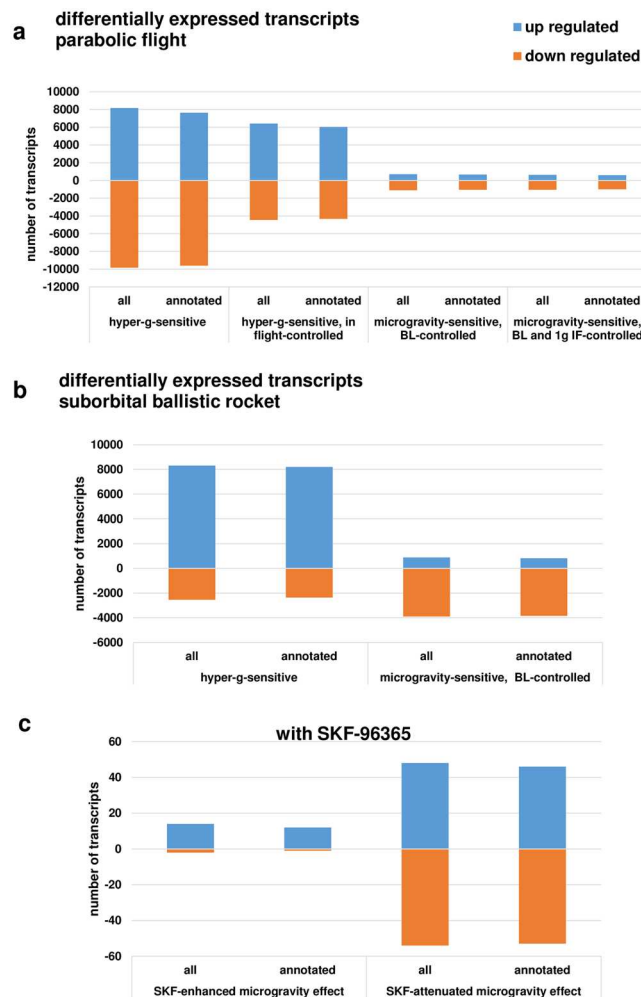 a
differentially expressed transcripts
parabolic flight
up regulated
down regulated
number of transcripts
10000
8000
6000
4000
2000
0
-2000
-4000
-6000
-8000
-10000
-12000
all annotated all annotated all annotated all annotated
hyper-g-sensitive hyper-g-sensitive, in microgravity-sensitive, microgravity-sensitive,
flight-controlled BL-controlled BL and 1g IF-controlled
b
differentially expressed transcripts
suborbital ballistic rocket
number of transcripts
10000
8000
6000
4000
2000
0
-2000
-4000
-6000
all annotated all annotated
hyper-g-sensitive microgravity-sensitive, BL-controlled
c
with SKF-96365
number of transcripts
60
40
20
0
-20
-40
-60
all annotated all annotated
SKF-enhanced microgravity effect SKF-attenuated microgravity effect